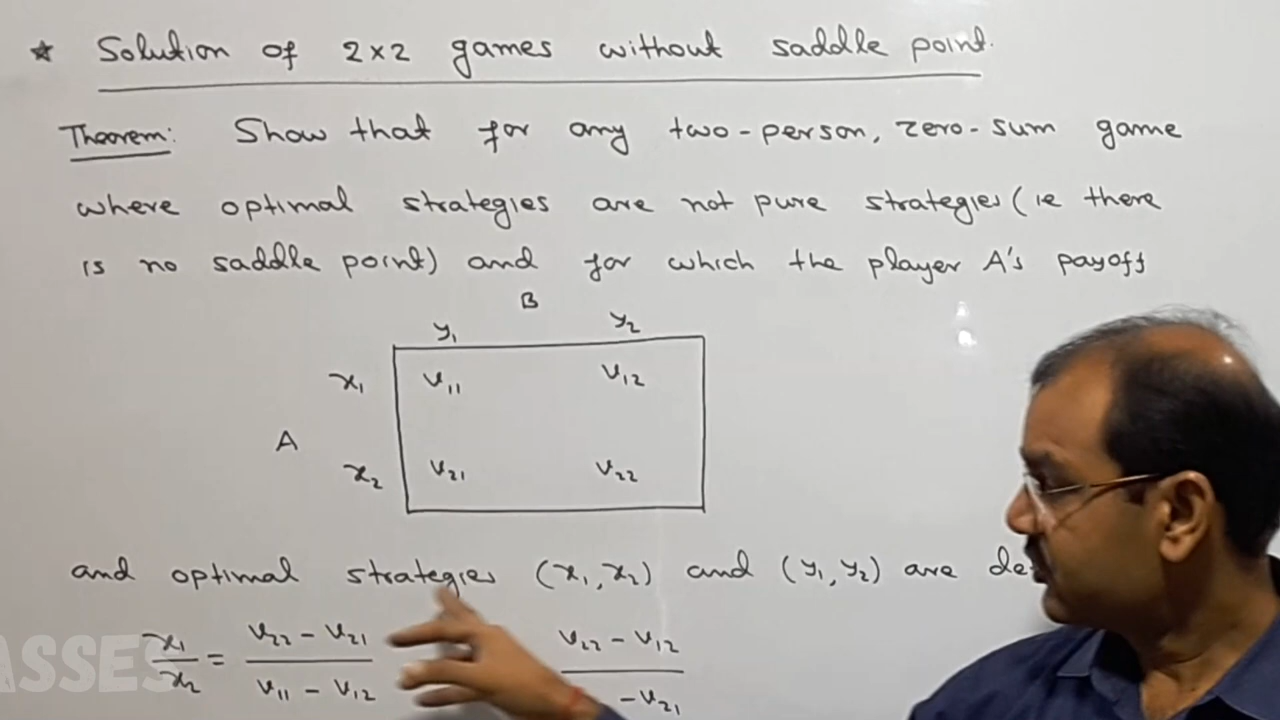 * Solution of 2×2 games without saddle point.
Theorem: Show that for any two-person, zero-sum game
where optimal strategies are not pure strategies (ie there
is no saddle point) and for which the player A's payoff
B
y₁ y₂
x₁ v₁₁ v₁₂
A
x₂ v₂₁ v₂₂
and optimal strategies (x₁, x₂) and (y₁, y₂) are de
x₁/x₂ = v₂₂ - v₂₁ / v₁₁ - v₁₂ v₂₂ - v₁₂ / - v₂₁
ASSES